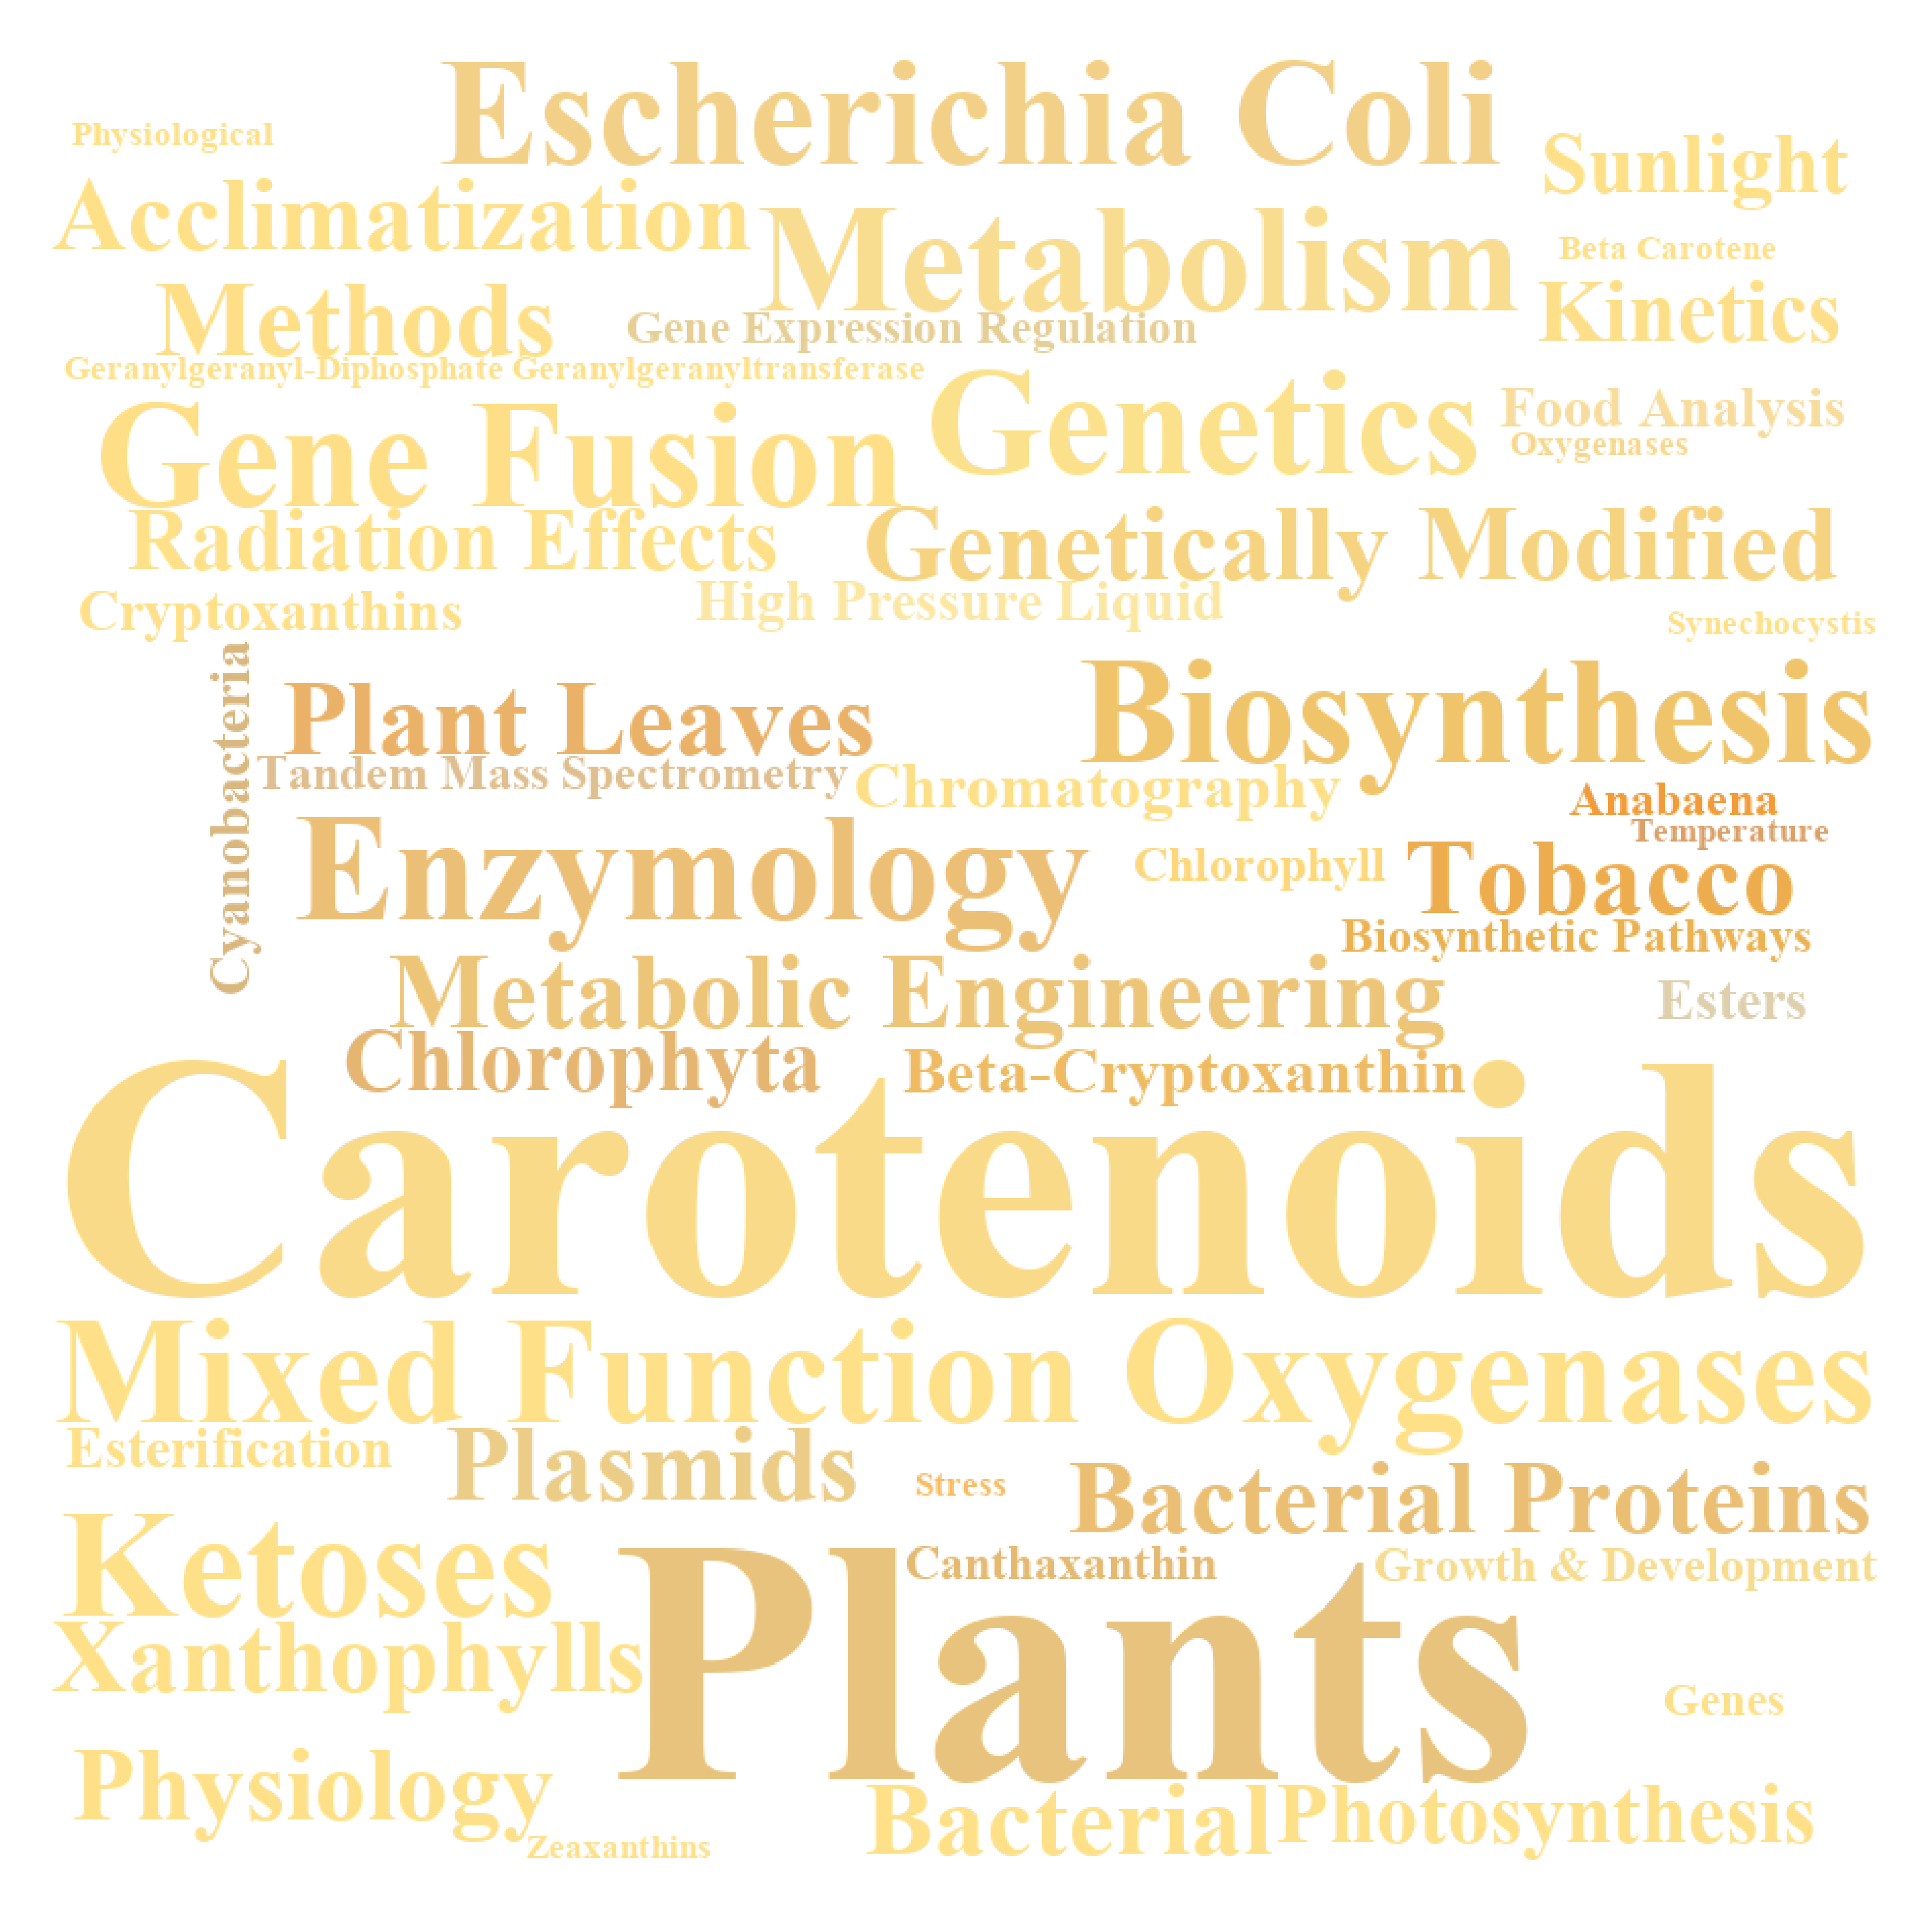 Escherichia Coli
Physiological
Sunlight
Acclimatization
Metabolism
Beta Carotene
Methods
Kinetics
Gene Expression Regulation
Geranylgeranyl-Diphosphate Geranylgeranyltransferase
Genetics
Food Analysis
Gene Fusion
Oxygenases
Radiation Effects
Genetically Modified
Cryptoxanthins
High Pressure Liquid
Synechocystis
Cyanobacteria
Plant Leaves
Biosynthesis
Tandem Mass Spectrometry
Chromatography
Anabaena
Temperature
Enzymology
Chlorophyll
Tobacco
Biosynthetic Pathways
Metabolic Engineering
Esters
Chlorophyta
Beta-Cryptoxanthin
Carotenoids
Mixed Function Oxygenases
Esterification
Plasmids
Stress
Bacterial Proteins
Ketoses
Canthaxanthin
Growth & Development
Xanthophylls
Plants
Genes
Physiology
Bacterial
Photosynthesis
Zeaxanthins